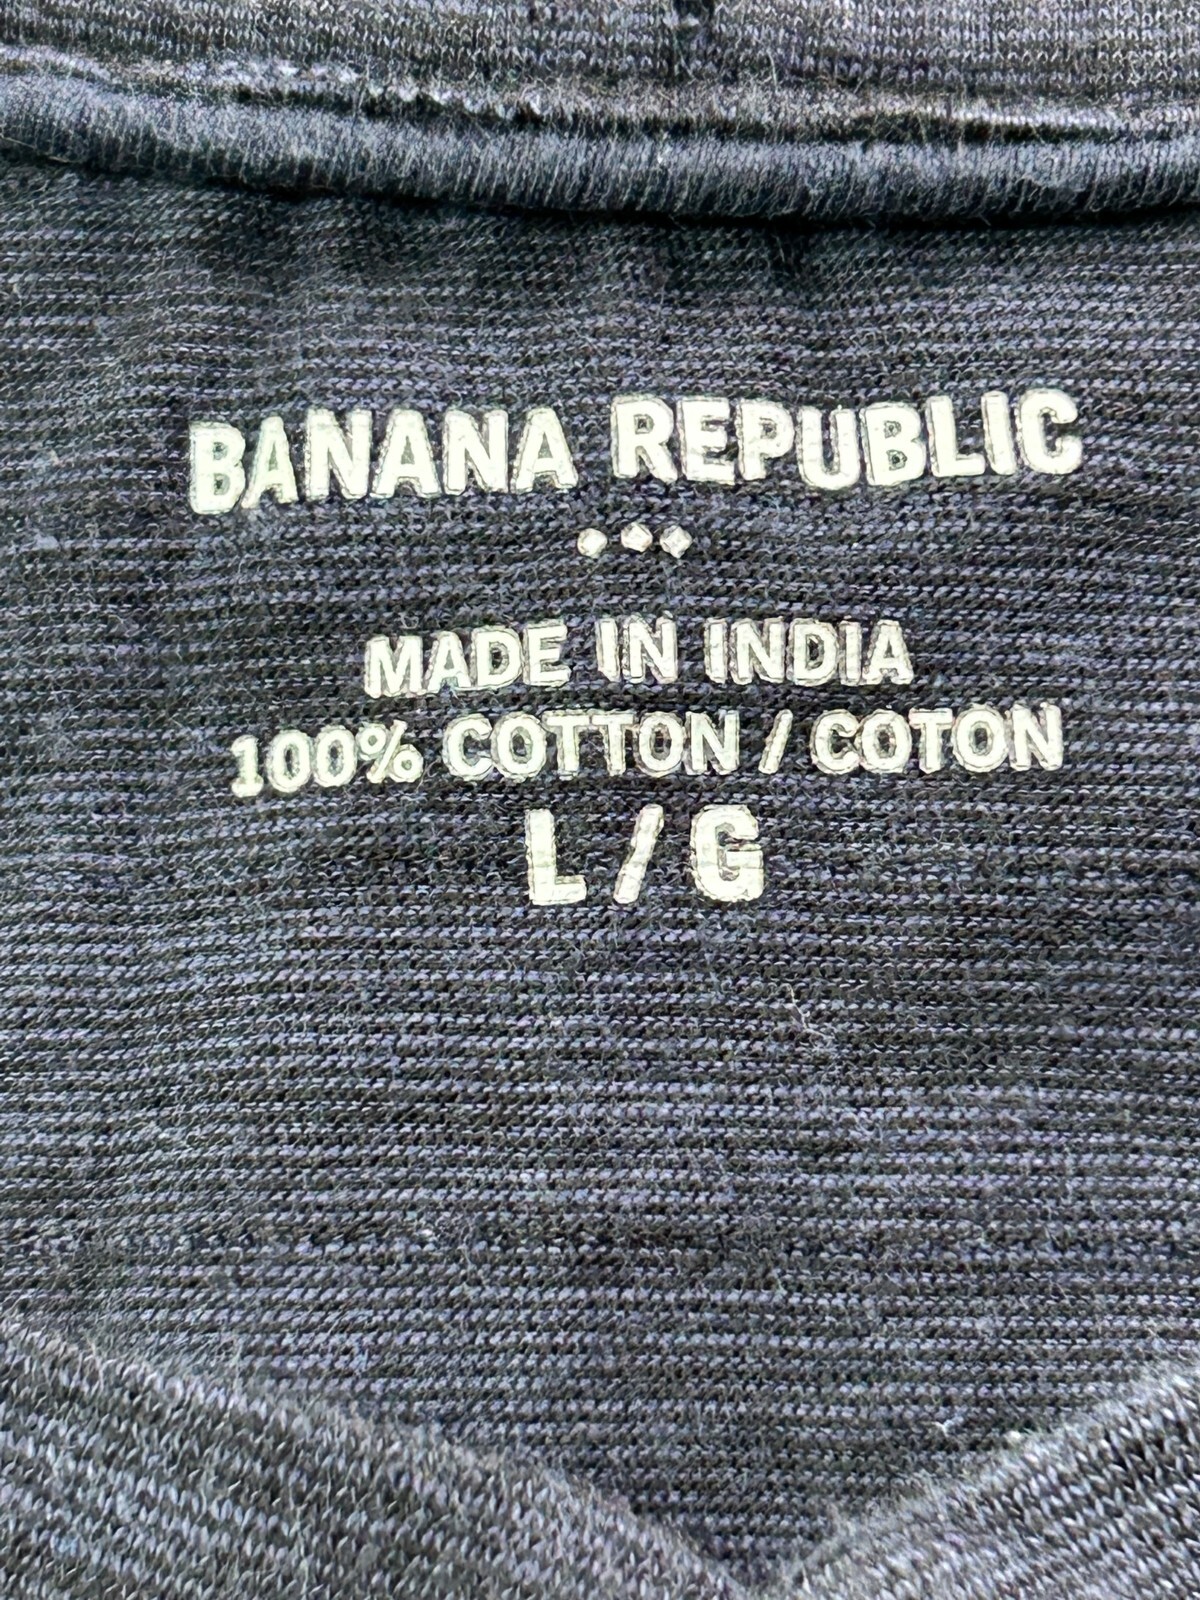 BANANA REPUBLIC
MADE IN INDIA
100% COTTON / COTON
L / G